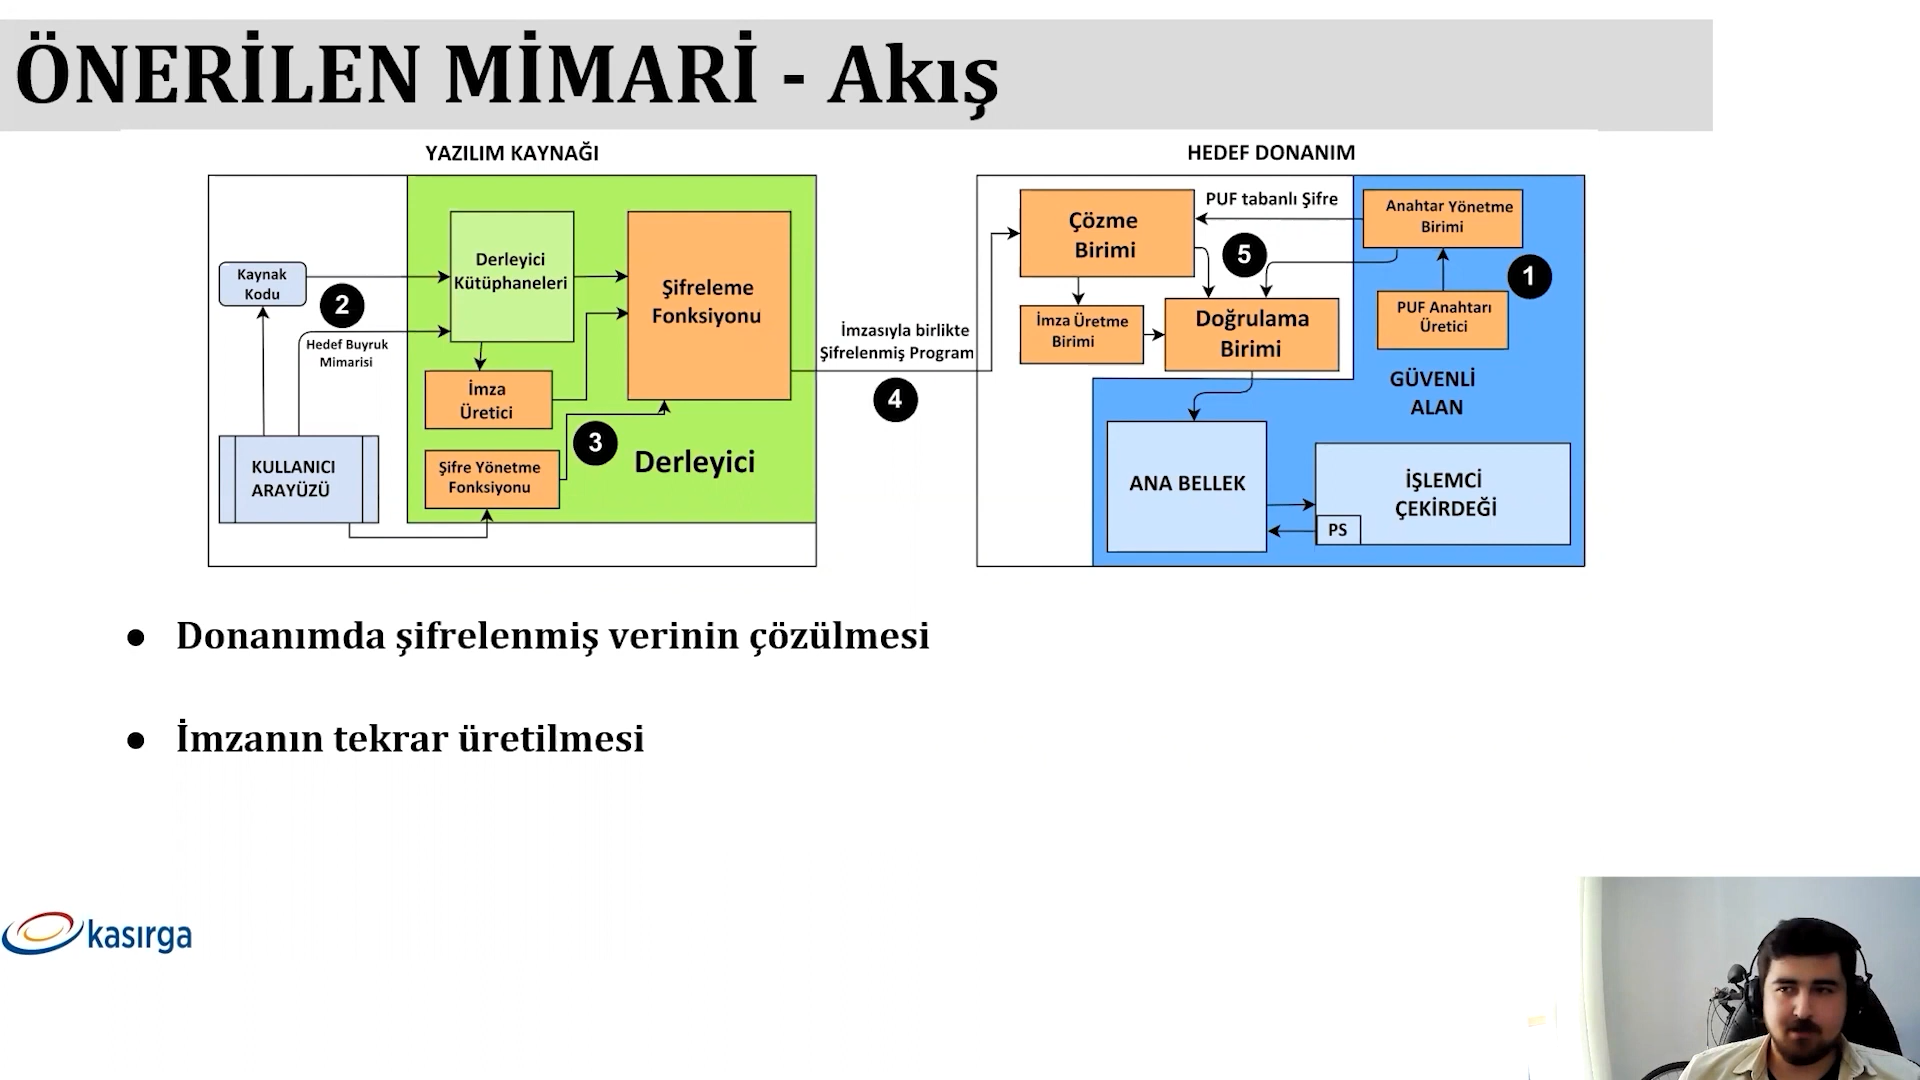 ÖNERİLEN MİMARİ - Akış
YAZILIM KAYNAĞI
Kaynak
Kodu
2
Hedef Buyruk
Mimarisi
KULLANICI
ARAYÜZÜ
Derleyici
Kütüphaneleri
İmza
Üretici
Şifre Yönetme
Fonksiyonu
3
Şifreleme
Fonksiyonu
Derleyici
İmzasıyla birlikte
Şifrelenmiş Program
4
HEDEF DONANIM
Çözme
Birimi
PUF tabanlı Şifre
5
Anahtar Yönetme
Birimi
1
İmza Üretme
Birimi
Doğrulama
Birimi
PUF Anahtarı
Üretici
GÜVENLİ
ALAN
ANA BELLEK
İŞLEMCİ
ÇEKİRDEĞİ
PS
● Donanımda şifrelenmiş verinin çözülmesi
● İmzanın tekrar üretilmesi
kasırga